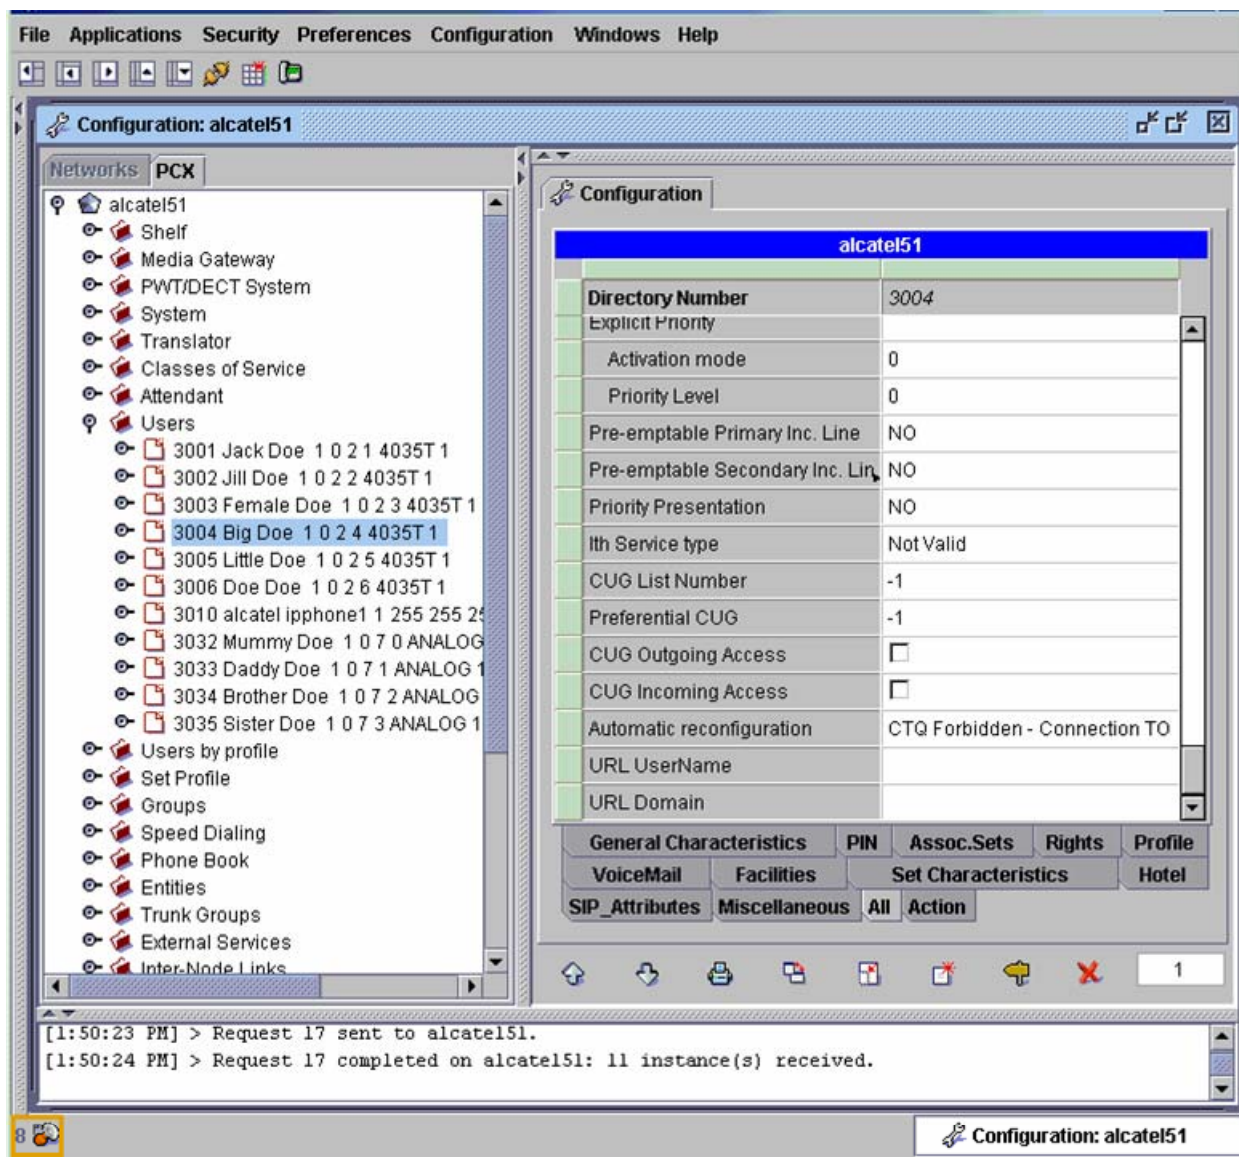 File Applications Security Preferences Configuration Windows Help
Configuration: alcatel51
Networks PCX
alcatel51
Shelf
Media Gateway
PWT/DECT System
System
Translator
Classes of Service
Attendant
Users
3001 Jack Doe 1 0 2 1 4035T 1
3002 Jill Doe 1 0 2 2 4035T 1
3003 Female Doe 1 0 2 3 4035T 1
3004 Big Doe 1 0 2 4 4035T 1
3005 Little Doe 1 0 2 5 4035T 1
3006 Doe Doe 1 0 2 6 4035T 1
3010 alcatel ipphone1 1 255 255 25
3032 Mummy Doe 1 0 7 0 ANALOG
3033 Daddy Doe 1 0 7 1 ANALOG 1
3034 Brother Doe 1 0 7 2 ANALOG
3035 Sister Doe 1 0 7 3 ANALOG 1
Users by profile
Set Profile
Groups
Speed Dialing
Phone Book
Entities
Trunk Groups
External Services
Inter-Node Links
Configuration
alcatel51
Directory Number 3004
Explicit Priority
Activation mode 0
Priority Level 0
Pre-emptable Primary Inc. Line NO
Pre-emptable Secondary Inc. Lin NO
Priority Presentation NO
Ith Service type Not Valid
CUG List Number -1
Preferential CUG -1
CUG Outgoing Access
CUG Incoming Access
Automatic reconfiguration CTQ Forbidden - Connection TO
URL UserName
URL Domain
General Characteristics PIN Assoc.Sets Rights Profile
VoiceMail Facilities Set Characteristics Hotel
SIP_Attributes Miscellaneous All Action
1
[1:50:23 PM] > Request 17 sent to alcatel51.
[1:50:24 PM] > Request 17 completed on alcatel51: 11 instance(s) received.
8
Configuration: alcatel51